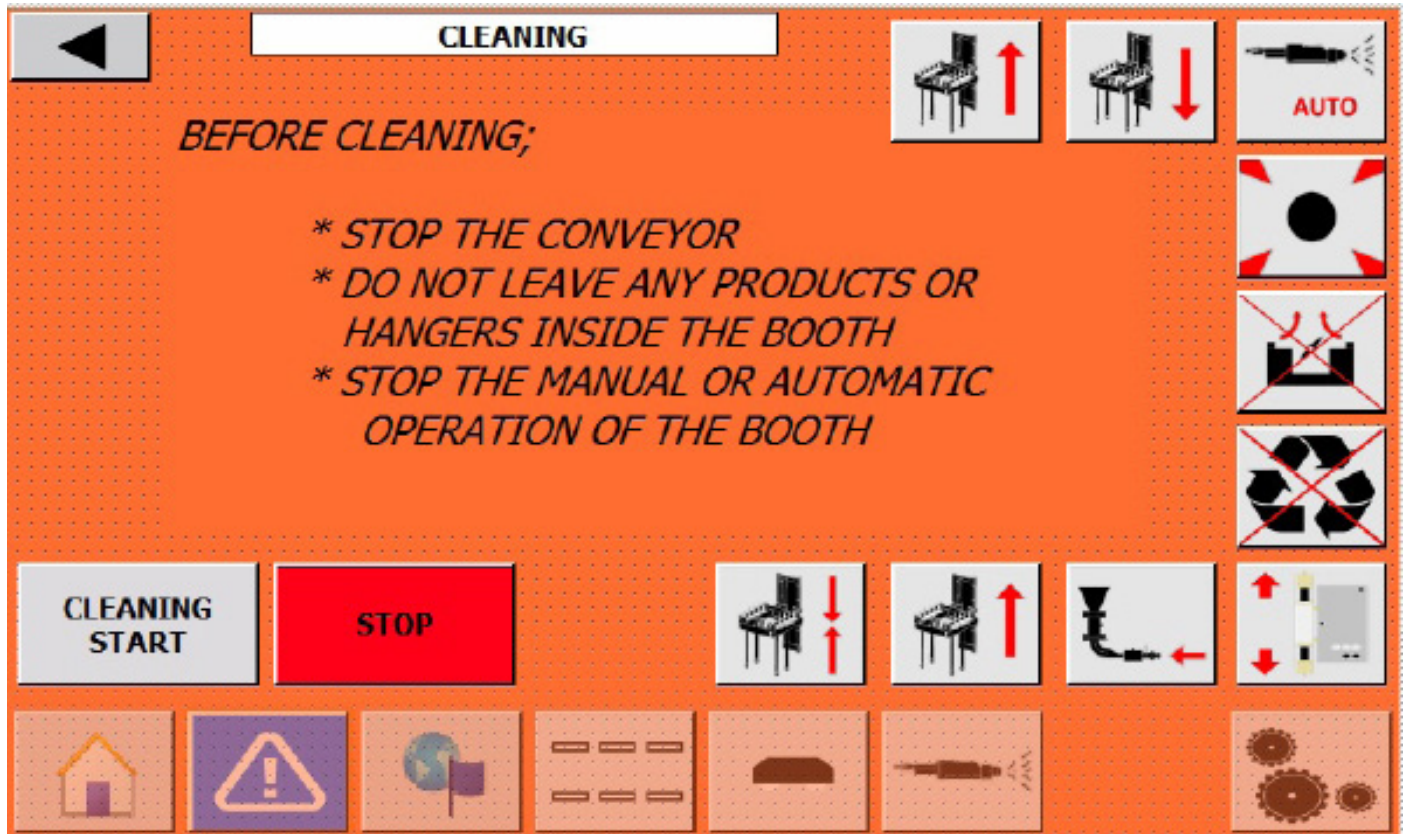 CLEANING
AUTO
BEFORE CLEANING;
* STOP THE CONVEYOR
* DO NOT LEAVE ANY PRODUCTS OR
HANGERS INSIDE THE BOOTH
* STOP THE MANUAL OR AUTOMATIC
OPERATION OF THE BOOTH
CLEANING
START
STOP